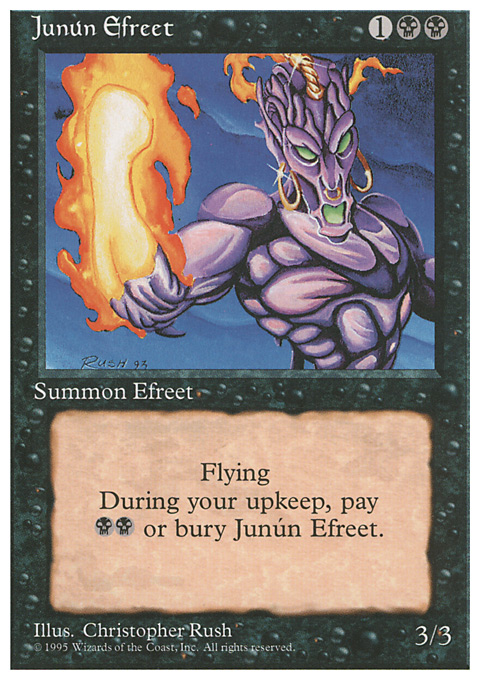 Junún Efreet 1
RUSH 93
Summon Efreet
Flying
During your upkeep, pay
or bury Junún Efreet.
Illus. Christopher Rush
© 1995 Wizards of the Coast, Inc. All rights reserved.
3/3